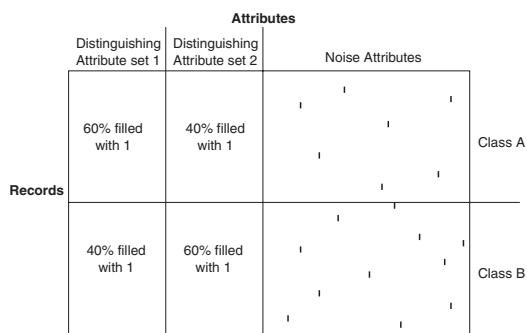 Attributes
Distinguishing
Attribute set 1
Distinguishing
Attribute set 2
Noise Attributes
60% filled
with 1
40% filled
with 1
Class A
Records
40% filled
with 1
60% filled
with 1
Class B